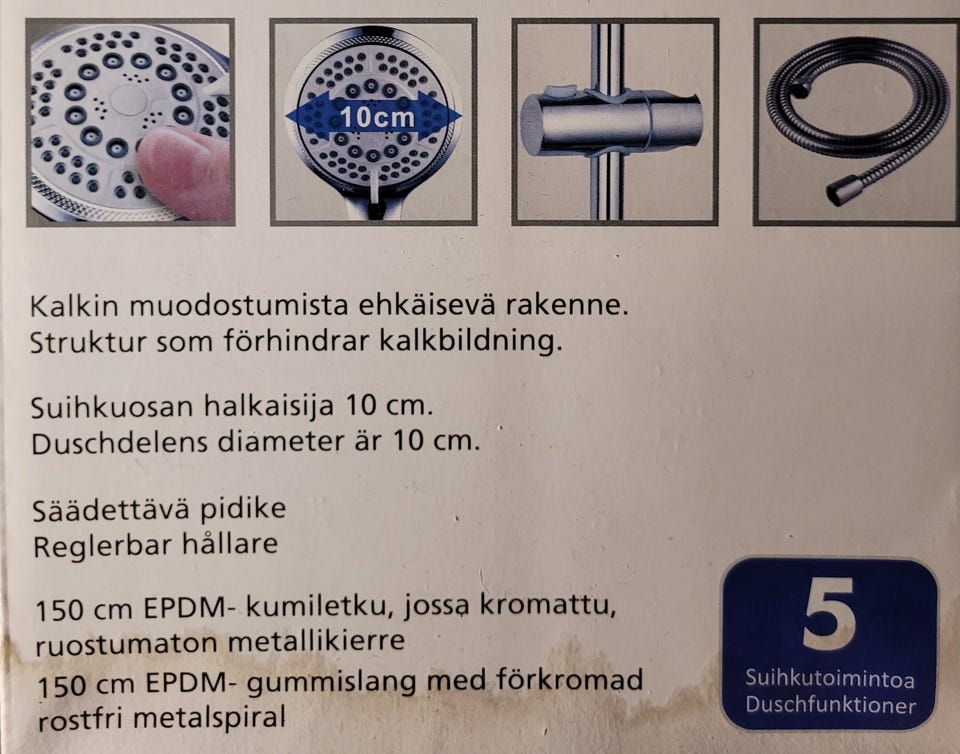 10cm
Kalkin muodostumista ehkäisevä rakenne.
Struktur som förhindrar kalkbildning.
Suihkuosan halkaisija 10 cm.
Duschdelens diameter är 10 cm.
Säädettävä pidike
Reglerbar hållare
150 cm EPDM- kumiletku, jossa kromattu,
ruostumaton metallikierre
150 cm EPDM- gummislang med förkromad
rostfri metalspiral
5
Suihkutoimintoa
Duschfunktioner